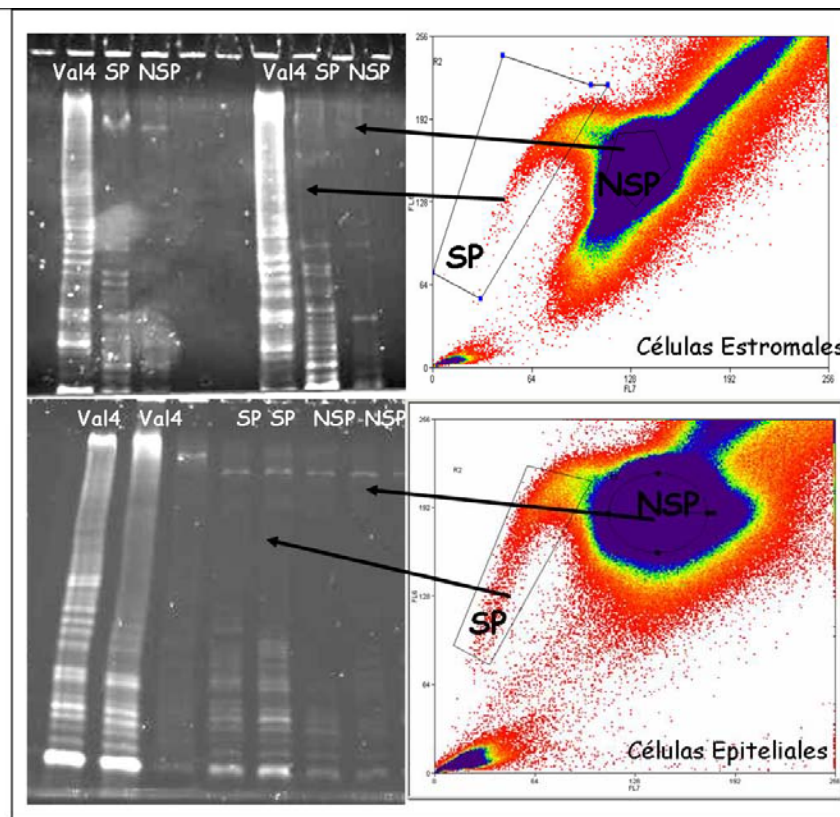 Val4 SP NSP Val4 SP NSP
256
R2
192
128
64
0
0 64 128 192 256
FL7
NSP
SP
Células Estromales
Val4 Val4 SP SP NSP NSP
256
R2
192
FL6
128
64
0
0 64 128 192 256
FL7
NSP
SP
Células Epiteliales